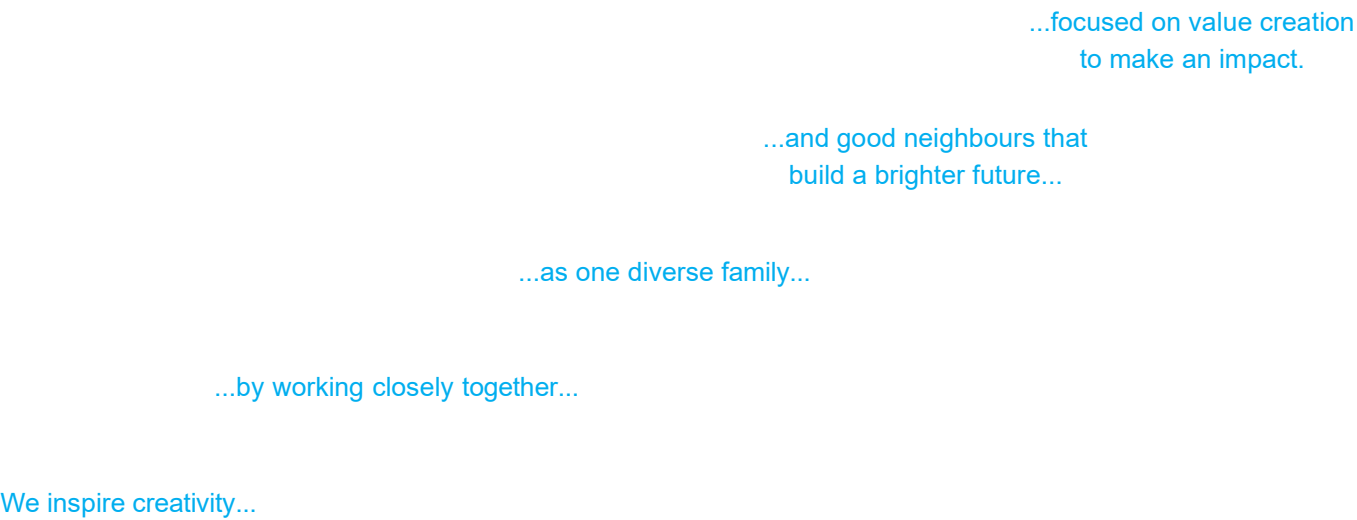 ...focused on value creation
to make an impact.
...and good neighbours that
build a brighter future...
...as one diverse family...
...by working closely together...
We inspire creativity...